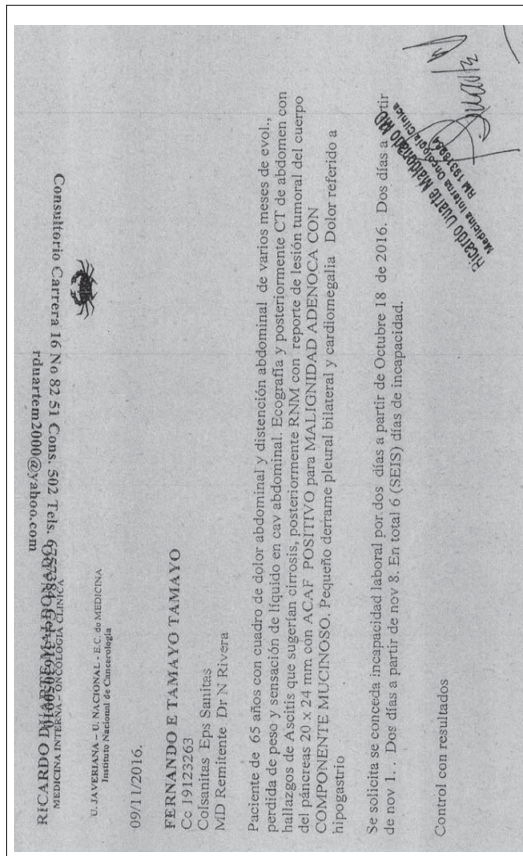 RICARDO DUARTE M.
MEDICINA INTERNA - ONCOLOGIA CLINICA
Consultorio Carrera 16 No 82 51 Cons. 502 Tels.
rduartem2000@yahoo.com
U. JAVERIANA - U. NACIONAL - E.C. de MEDICINA
Instituto Nacional de Cancerología
09/11/2016.
FERNANDO E TAMAYO TAMAYO
Cc 19123263
Colsanitas Eps Sanitas
MD Remitente Dr N Rivera
Paciente de 65 años con cuadro de dolor abdominal y distención abdominal de varios meses de evol.,
perdida de peso y sensación de líquido en cav abdominal. Ecografía y posteriormente CT de abdomen con
hallazgos de Ascitis que sugerían cirrosis, posteriormente RNM con reporte de lesión tumoral del cuerpo
del páncreas 20 x 24 mm con ACAF POSITIVO para MALIGNIDAD ADENOCA CON
COMPONENTE MUCINOSO. Pequeño derrame pleural bilateral y cardiomegalia Dolor referido a
hipogastrio
Se solicita se conceda incapacidad laboral por dos días a partir de Octubre 18 de 2016. Dos días a partir
de nov 1. . Dos días a partir de nov 8. En total 6 (SEIS) días de incapacidad.
Control con resultados
Ricardo Duarte Maldonado MD
Medicina Interna Oncología Clínica
RM